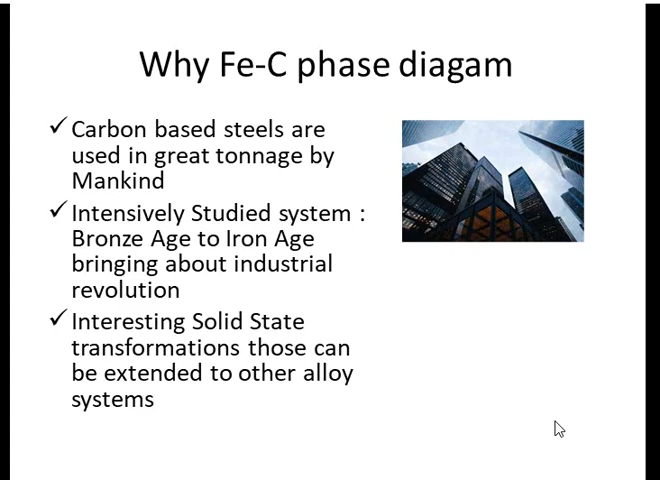 Why Fe-C phase diagam
✓Carbon based steels are
used in great tonnage by
Mankind
✓Intensively Studied system :
Bronze Age to Iron Age
bringing about industrial
revolution
✓Interesting Solid State
transformations those can
be extended to other alloy
systems